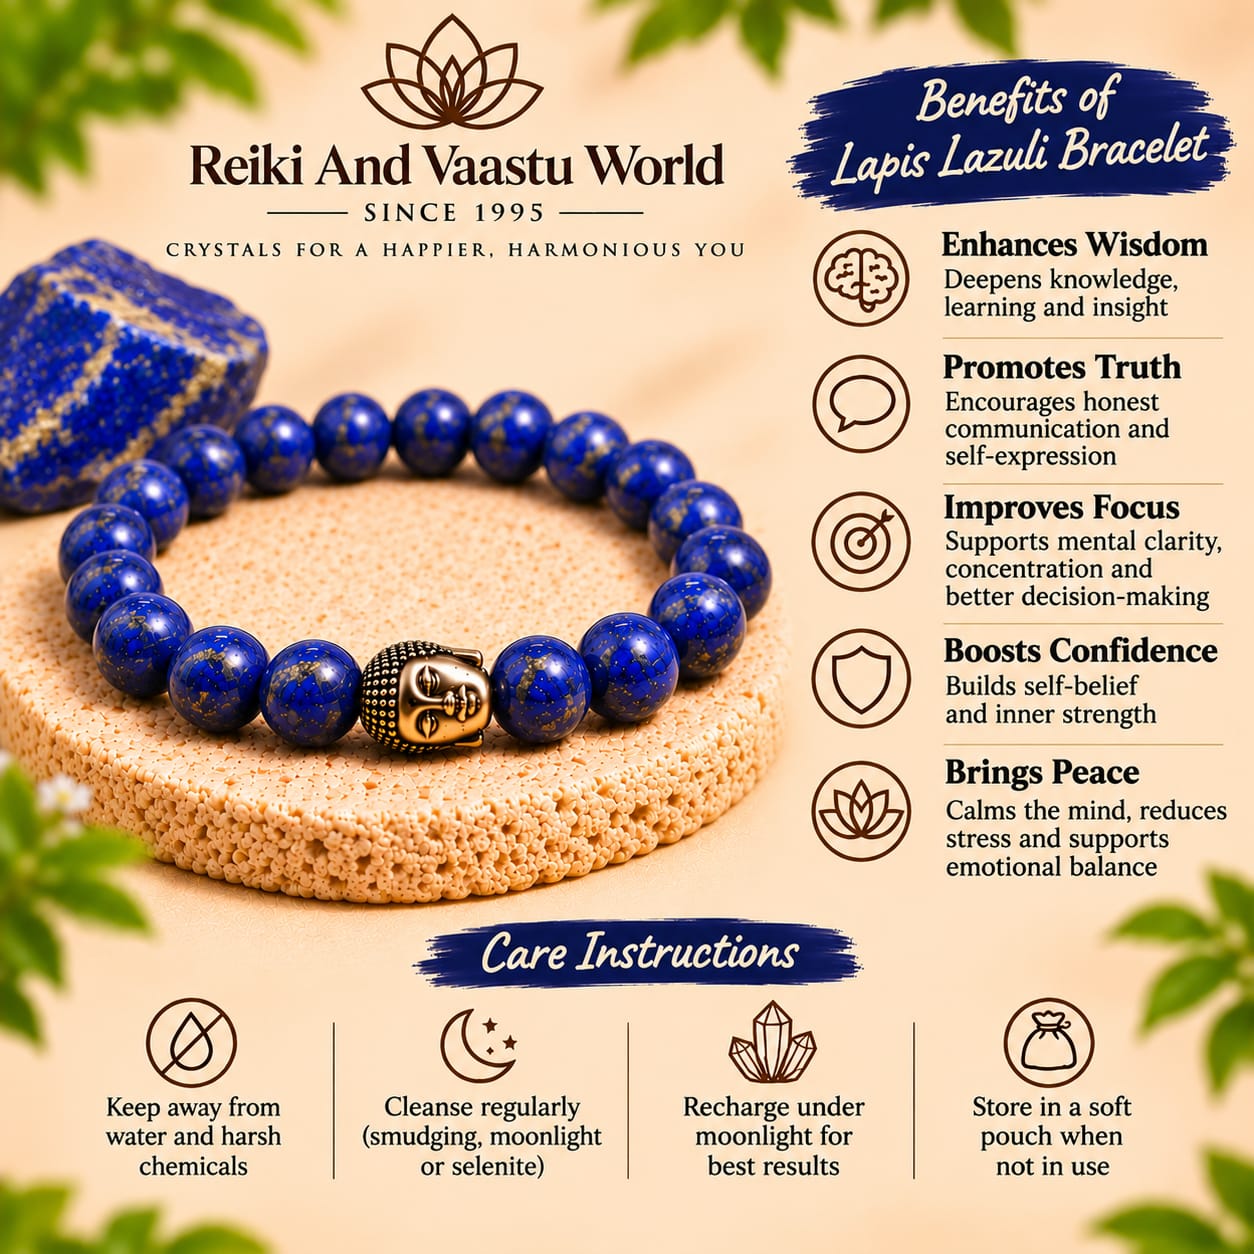 Reiki And Vaastu World
SINCE 1995
CRYSTALS FOR A HAPPIER, HARMONIOUS YOU
Benefits of
Lapis Lazuli Bracelet
Enhances Wisdom
Deepens knowledge,
learning and insight
Promotes Truth
Encourages honest
communication and
self-expression
Improves Focus
Supports mental clarity,
concentration and
better decision-making
Boosts Confidence
Builds self-belief
and inner strength
Brings Peace
Calms the mind, reduces
stress and supports
emotional balance
Care Instructions
Keep away from
water and harsh
chemicals
Cleanse regularly
(smudging, moonlight
or selenite)
Recharge under
moonlight for
best results
Store in a soft
pouch when
not in use